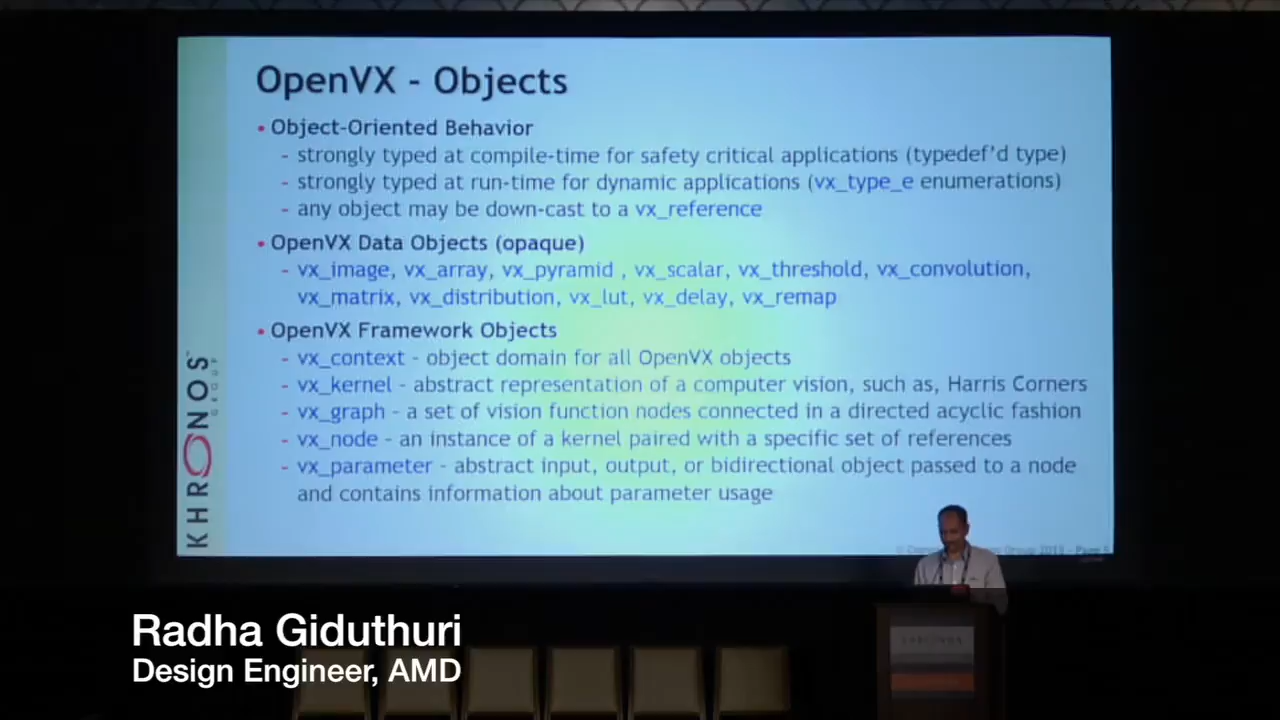 OpenVX - Objects
• Object-Oriented Behavior
- strongly typed at compile-time for safety critical applications (typedef'd type)
- strongly typed at run-time for dynamic applications (vx_type_e enumerations)
- any object may be down-cast to a vx_reference
• OpenVX Data Objects (opaque)
- vx_image, vx_array, vx_pyramid , vx_scalar, vx_threshold, vx_convolution,
vx_matrix, vx_distribution, vx_lut, vx_delay, vx_remap
• OpenVX Framework Objects
- vx_context - object domain for all OpenVX objects
- vx_kernel - abstract representation of a computer vision, such as, Harris Corners
- vx_graph - a set of vision function nodes connected in a directed acyclic fashion
- vx_node - an instance of a kernel paired with a specific set of references
- vx_parameter - abstract input, output, or bidirectional object passed to a node
and contains information about parameter usage
KHRONOS
GROUP
Group
Page
Radha Giduthuri
Design Engineer, AMD